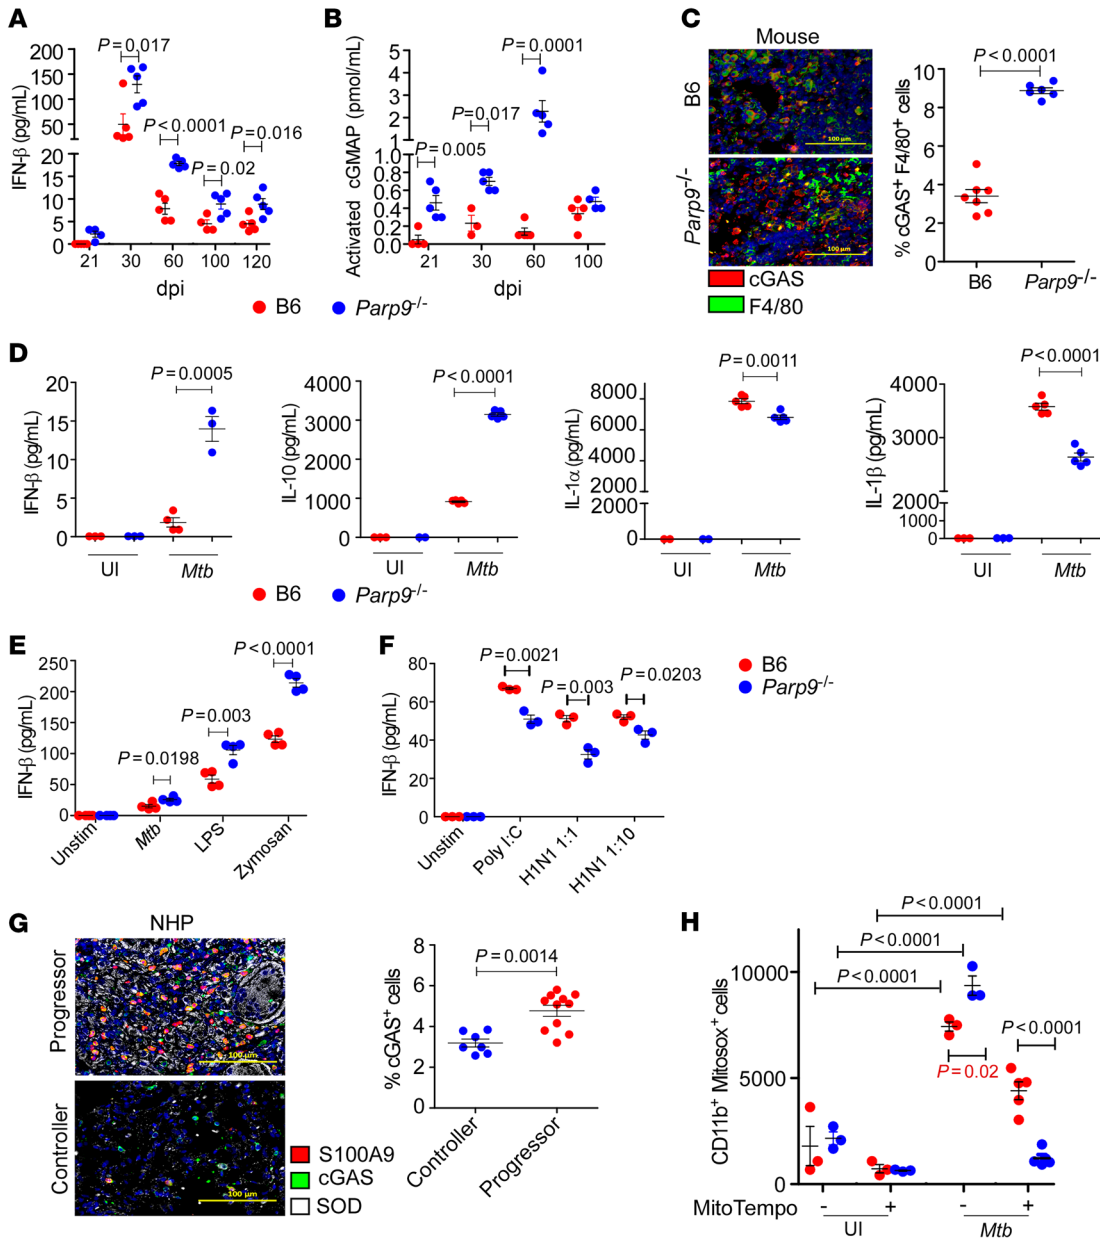 A
IFN-β (pg/mL)
200
150
100
50
20
15
10
5
0
P = 0.017
P < 0.0001
P = 0.02
P = 0.016
21 30 60 100 120
dpi
B
Activated cGMAP (pmol/mL)
5
4
3
2
1
0.8
0.6
0.4
0.2
0.0
P = 0.005
P = 0.017
P = 0.0001
21 30 60 100
dpi
B6 Parp9-/-
C
Mouse
B6
100 µm
Parp9-/-
100 µm
cGAS
F4/80
% cGAS+ F4/80+ cells
10
8
6
4
2
0
P < 0.0001
B6 Parp9-/-
D
IFN-β (pg/mL)
20
15
10
5
0
P = 0.0005
UI Mtb
IL-10 (pg/mL)
4000
3000
2000
1000
0
P < 0.0001
UI Mtb
IL-1α (pg/mL)
8000
6000
4000
2000
2000
0
P = 0.0011
UI Mtb
IL-1β (pg/mL)
4000
3000
2000
1000
0
P < 0.0001
UI Mtb
B6 Parp9-/-
E
IFN-β (pg/mL)
250
200
150
100
50
0
P = 0.0198
P = 0.003
P < 0.0001
Unstim Mtb LPS Zymosan
F
IFN-β (pg/mL)
80
60
40
20
0
P = 0.0021
P = 0.003
P = 0.0203
Unstim Poly I:C H1N1 1:1 H1N1 1:10
B6
Parp9-/-
G
NHP
Progressor
100 µm
Controller
100 µm
S100A9
cGAS
SOD
% cGAS+ cells
8
6
4
2
0
P = 0.0014
Controller Progressor
H
CD11b+ Mitosox+ cells
10000
5000
0
P < 0.0001
P < 0.0001
P < 0.0001
P < 0.0001
P = 0.02
MitoTempo - + - +
UI Mtb